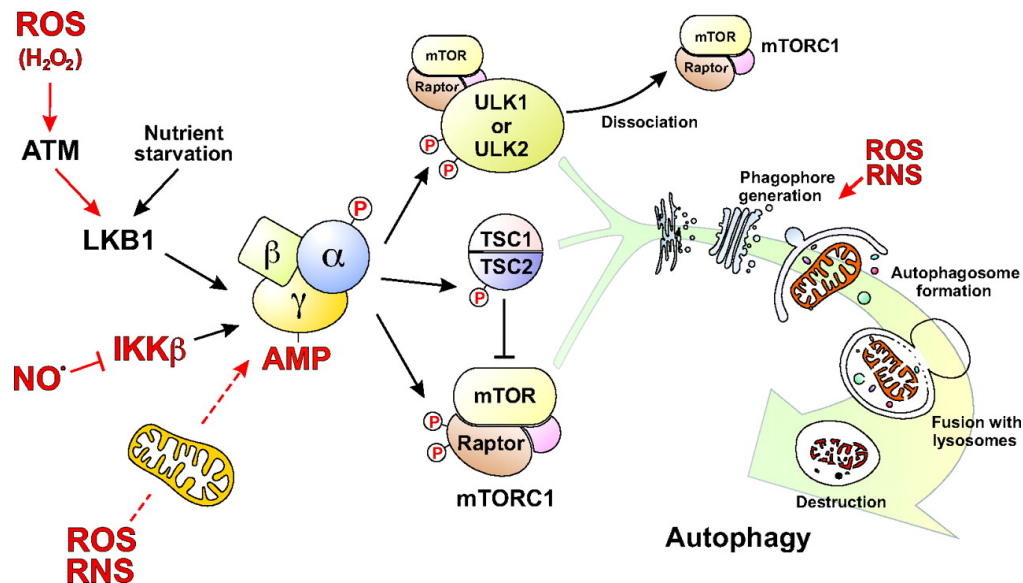 ROS
(H₂O₂)
ATM
Nutrient
starvation
LKB1
β
α
γ
P
AMP
IKKβ
NO•
ROS
RNS
mTOR
Raptor
ULK1
or
ULK2
P
P
Dissociation
mTOR
Raptor
mTORC1
TSC1
TSC2
P
mTOR
Raptor
P
P
mTORC1
Phagophore
generation
ROS
RNS
Autophagosome
formation
Fusion with
lysosomes
Destruction
Autophagy